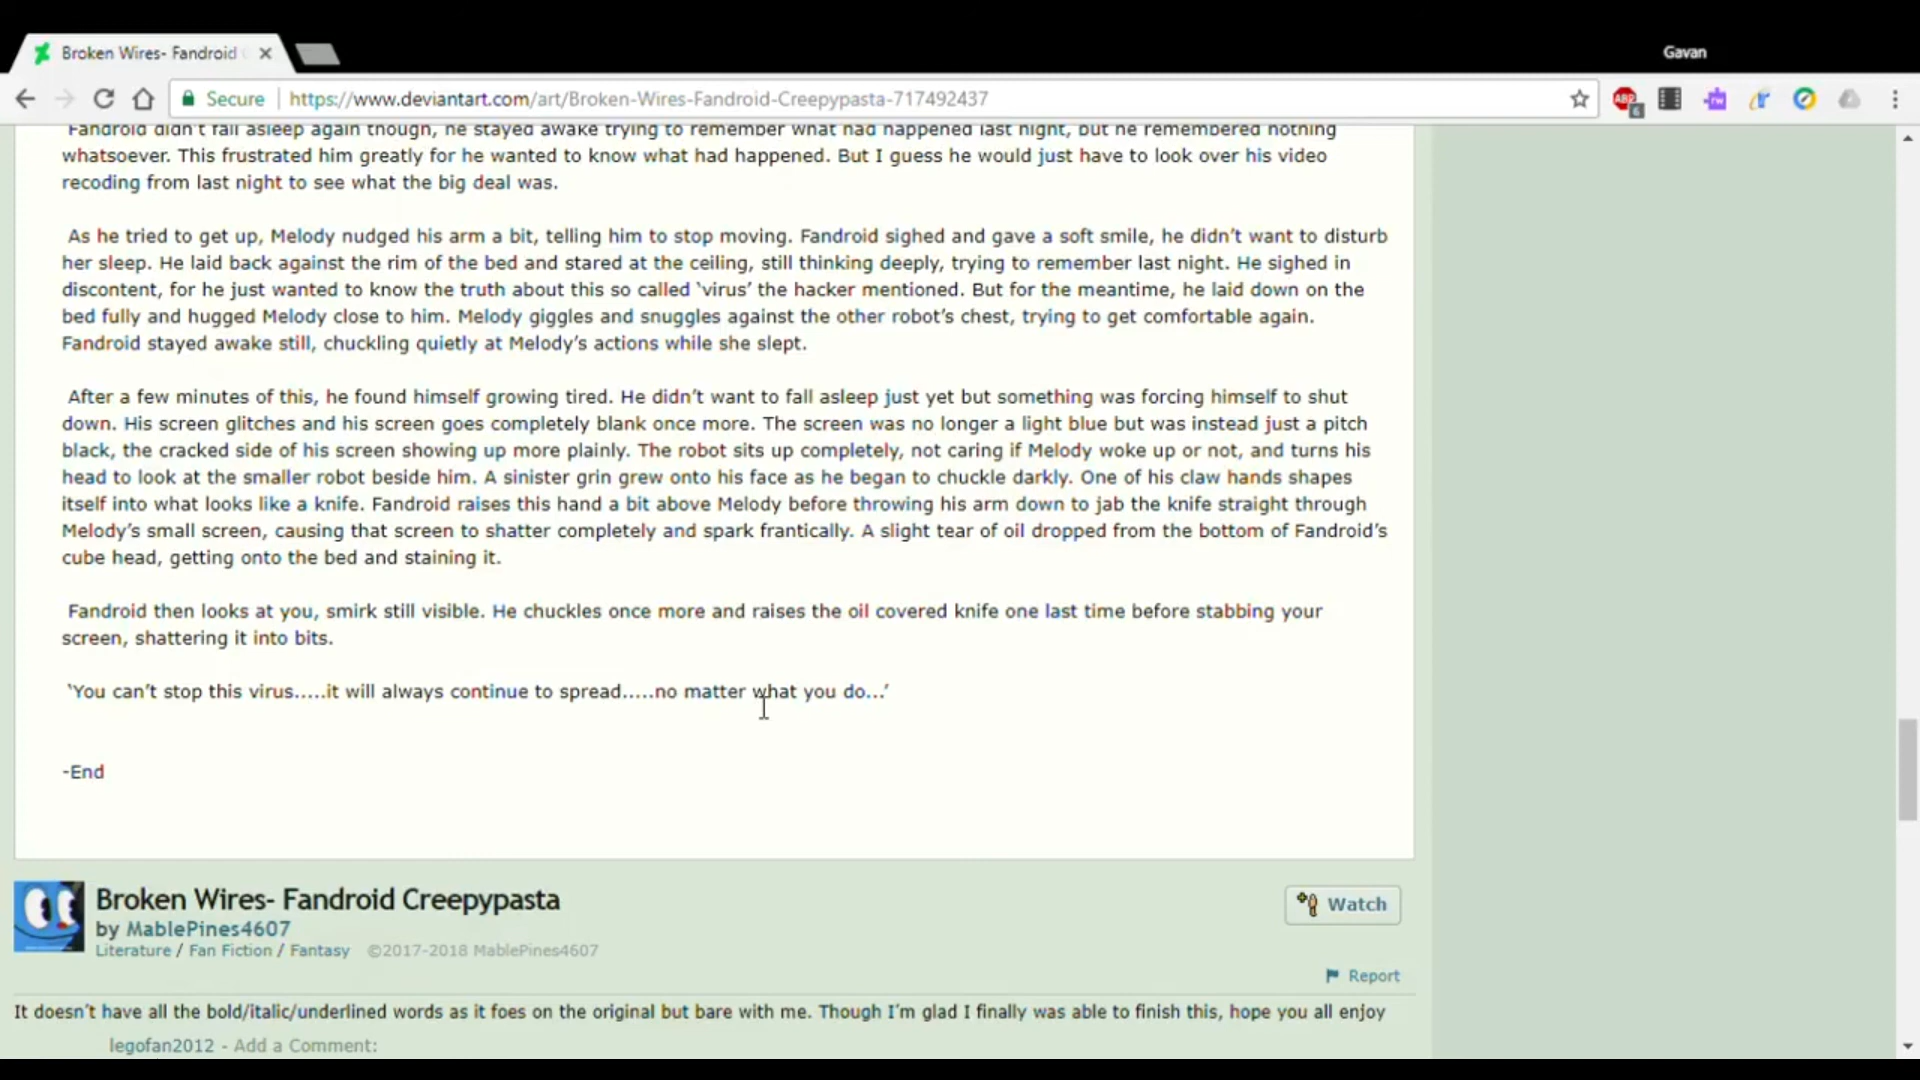 Broken Wires- Fandroid
Gavan
Secure
https://www.deviantart.com/art/Broken-Wires-Fandroid-Creepypasta-717492437
ABP
6
rw
Fandroid didn't fall asleep again though, he stayed awake trying to remember what had happened last night, but he remembered nothing
whatsoever. This frustrated him greatly for he wanted to know what had happened. But I guess he would just have to look over his video
recoding from last night to see what the big deal was.
As he tried to get up, Melody nudged his arm a bit, telling him to stop moving. Fandroid sighed and gave a soft smile, he didn't want to disturb
her sleep. He laid back against the rim of the bed and stared at the ceiling, still thinking deeply, trying to remember last night. He sighed in
discontent, for he just wanted to know the truth about this so called 'virus' the hacker mentioned. But for the meantime, he laid down on the
bed fully and hugged Melody close to him. Melody giggles and snuggles against the other robot's chest, trying to get comfortable again.
Fandroid stayed awake still, chuckling quietly at Melody's actions while she slept.
After a few minutes of this, he found himself growing tired. He didn't want to fall asleep just yet but something was forcing himself to shut
down. His screen glitches and his screen goes completely blank once more. The screen was no longer a light blue but was instead just a pitch
black, the cracked side of his screen showing up more plainly. The robot sits up completely, not caring if Melody woke up or not, and turns his
head to look at the smaller robot beside him. A sinister grin grew onto his face as he began to chuckle darkly. One of his claw hands shapes
itself into what looks like a knife. Fandroid raises this hand a bit above Melody before throwing his arm down to jab the knife straight through
Melody's small screen, causing that screen to shatter completely and spark frantically. A slight tear of oil dropped from the bottom of Fandroid's
cube head, getting onto the bed and staining it.
Fandroid then looks at you, smirk still visible. He chuckles once more and raises the oil covered knife one last time before stabbing your
screen, shattering it into bits.
'You can't stop this virus.....it will always continue to spread.....no matter what you do...'
-End
Broken Wires- Fandroid Creepypasta
Watch
by MablePines4607
Literature / Fan Fiction / Fantasy ©2017-2018 MablePines4607
Report
It doesn't have all the bold/italic/underlined words as it foes on the original but bare with me. Though I'm glad I finally was able to finish this, hope you all enjoy
legofan2012 - Add a Comment: